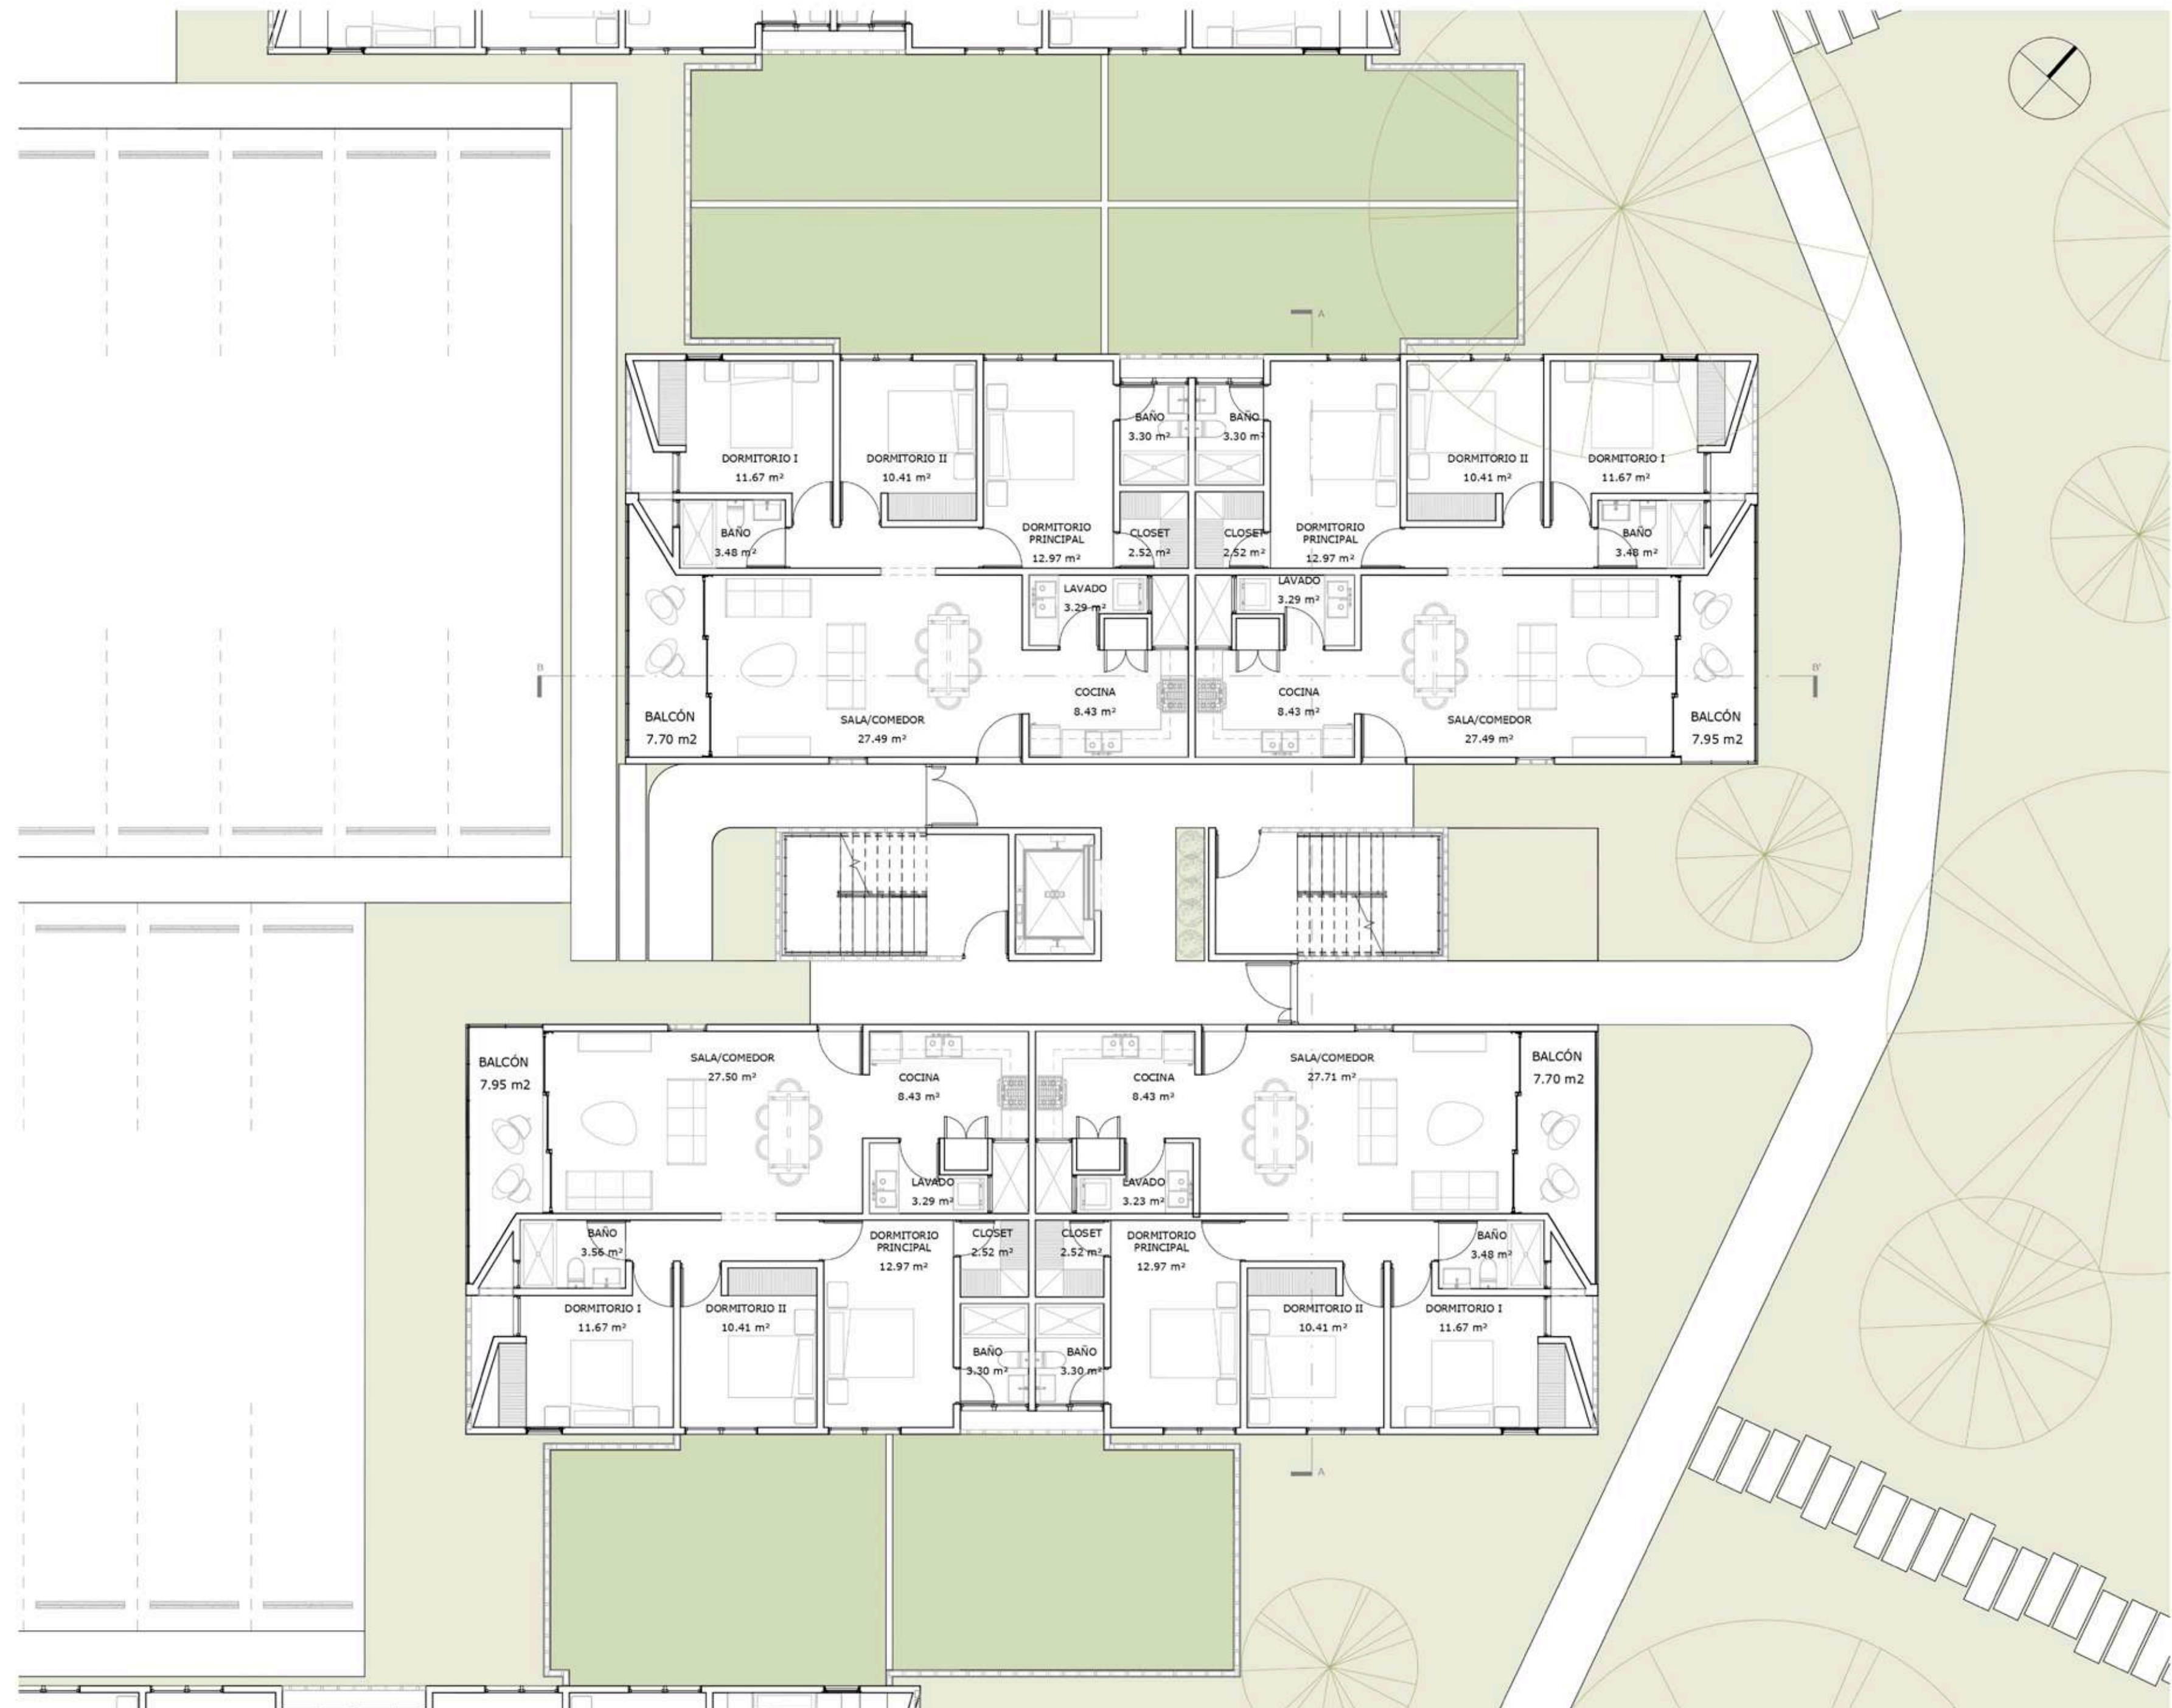 A
DORMITORIO I
11.67 m²
DORMITORIO II
10.41 m²
DORMITORIO
PRINCIPAL
12.97 m²
BAÑO
3.30 m²
BAÑO
3.30 m²
CLOSET
2.52 m²
CLOSET
2.52 m²
DORMITORIO
PRINCIPAL
12.97 m²
DORMITORIO II
10.41 m²
DORMITORIO I
11.67 m²
BAÑO
3.48 m²
BAÑO
3.48 m²
LAVADO
3.29 m²
LAVADO
3.29 m²
B
B'
BALCÓN
7.70 m2
SALA/COMEDOR
27.49 m²
COCINA
8.43 m²
COCINA
8.43 m²
SALA/COMEDOR
27.49 m²
BALCÓN
7.95 m2
BALCÓN
7.95 m2
SALA/COMEDOR
27.50 m²
COCINA
8.43 m²
COCINA
8.43 m²
SALA/COMEDOR
27.71 m²
BALCÓN
7.70 m2
LAVADO
3.29 m²
LAVADO
3.23 m²
BAÑO
3.56 m²
DORMITORIO
PRINCIPAL
12.97 m²
CLOSET
2.52 m²
CLOSET
2.52 m²
DORMITORIO
PRINCIPAL
12.97 m²
BAÑO
3.48 m²
DORMITORIO I
11.67 m²
DORMITORIO II
10.41 m²
BAÑO
3.30 m²
BAÑO
3.30 m²
DORMITORIO II
10.41 m²
DORMITORIO I
11.67 m²
A